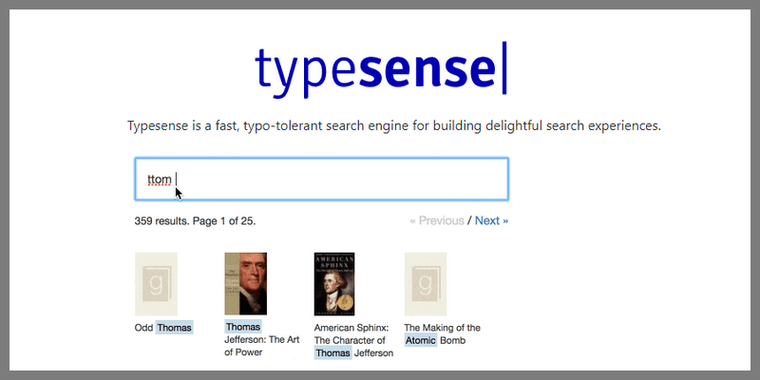 typesense|
Typesense is a fast, typo-tolerant search engine for building delightful search experiences.
ttom
359 results. Page 1 of 25.
« Previous / Next »
g
AMERICAN
SPHINX
g
Odd Thomas
Thomas
Jefferson: The Art
of Power
American Sphinx:
The Character of
Thomas Jefferson
The Making of the
Atomic Bomb